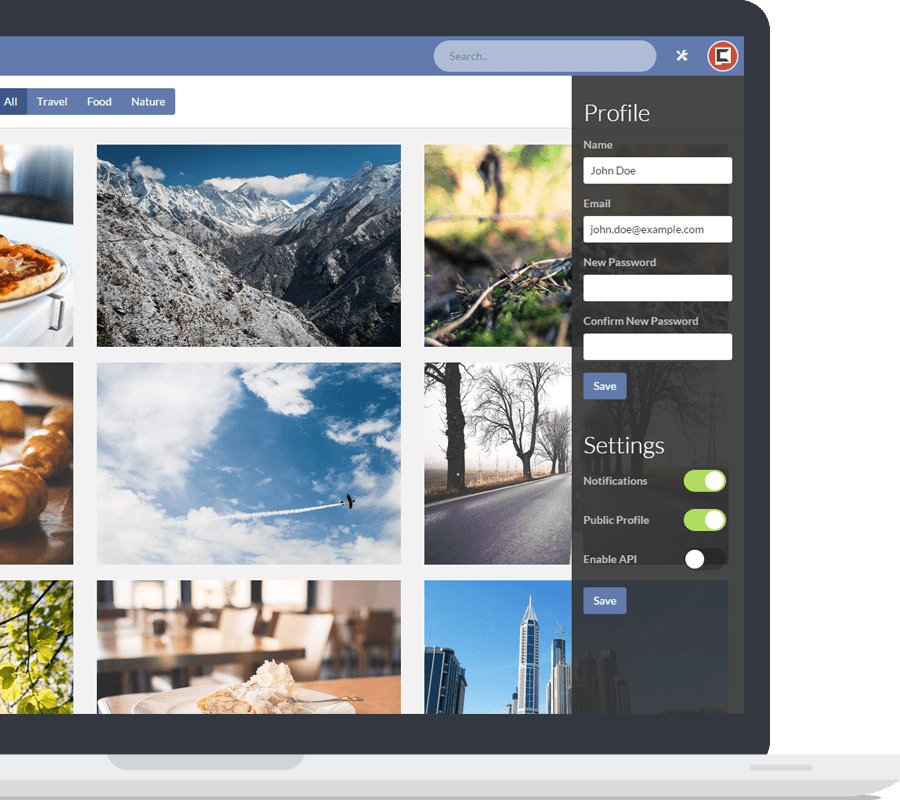 Search..
All Travel Food Nature
Profile
Name
John Doe
Email
john.doe@example.com
New Password
Confirm New Password
Save
Settings
Notifications
Public Profile
Enable API
Save